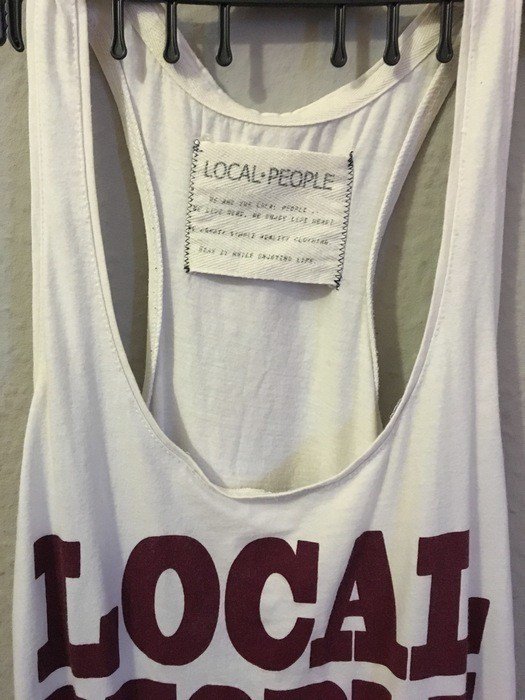 LOCAL•PEOPLE
WE ARE THE LOCAL PEOPLE..
WE LIVE HERE, WE ENJOY LIFE HERE,
WE CREATE SIMPLE QUALITY CLOTHING.
WEAR IT WHILE ENJOYING LIFE.
LOCAL
PEOPLE